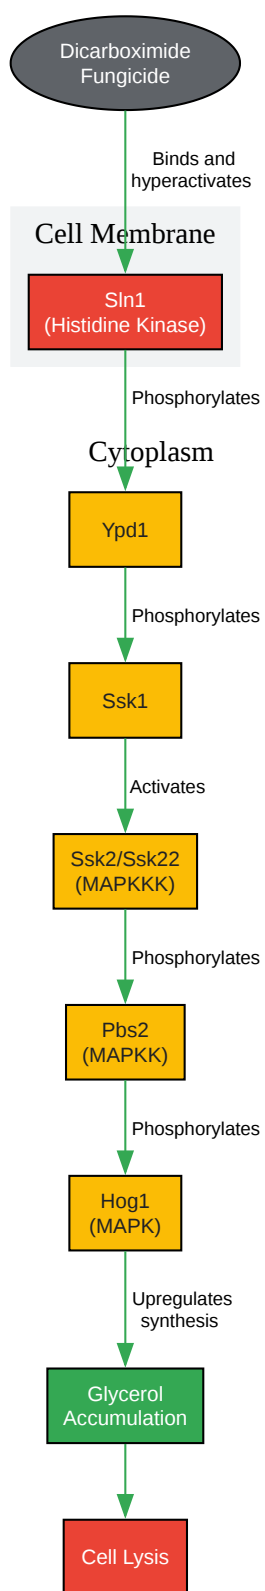 Dicarboximide
Fungicide
Binds and
hyperactivates
Cell Membrane
Sln1
(Histidine Kinase)
Phosphorylates
Cytoplasm
Ypd1
Phosphorylates
Ssk1
Activates
Ssk2/Ssk22
(MAPKKK)
Phosphorylates
Pbs2
(MAPKK)
Phosphorylates
Hog1
(MAPK)
Upregulates
synthesis
Glycerol
Accumulation
Cell Lysis